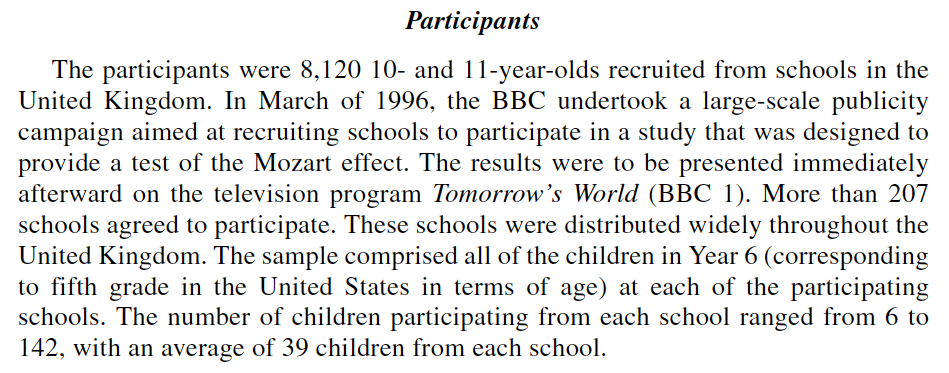 Participants
The participants were 8,120 10- and 11-year-olds recruited from schools in the
United Kingdom. In March of 1996, the BBC undertook a large-scale publicity
campaign aimed at recruiting schools to participate in a study that was designed to
provide a test of the Mozart effect. The results were to be presented immediately
afterward on the television program Tomorrow's World (BBC 1). More than 207
schools agreed to participate. These schools were distributed widely throughout the
United Kingdom. The sample comprised all of the children in Year 6 (corresponding
to fifth grade in the United States in terms of age) at each of the participating
schools. The number of children participating from each school ranged from 6 to
142, with an average of 39 children from each school.